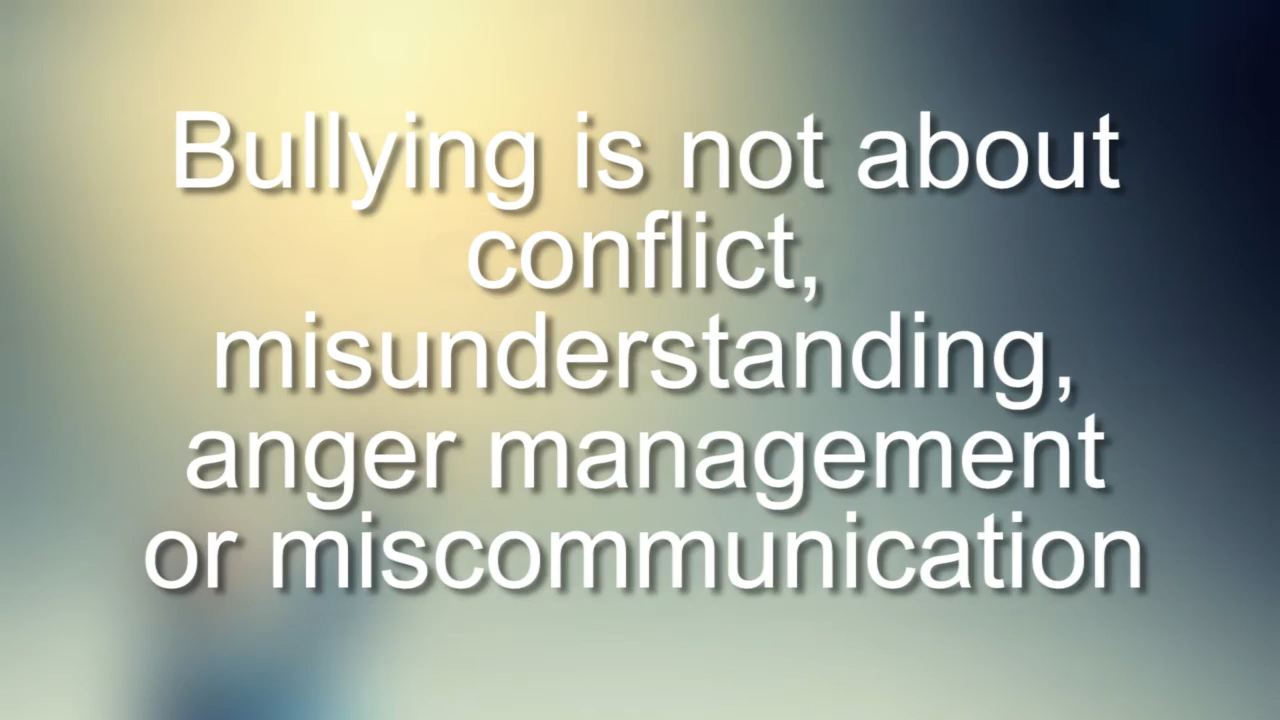 Bullying is not about
conflict,
misunderstanding,
anger management
or miscommunication